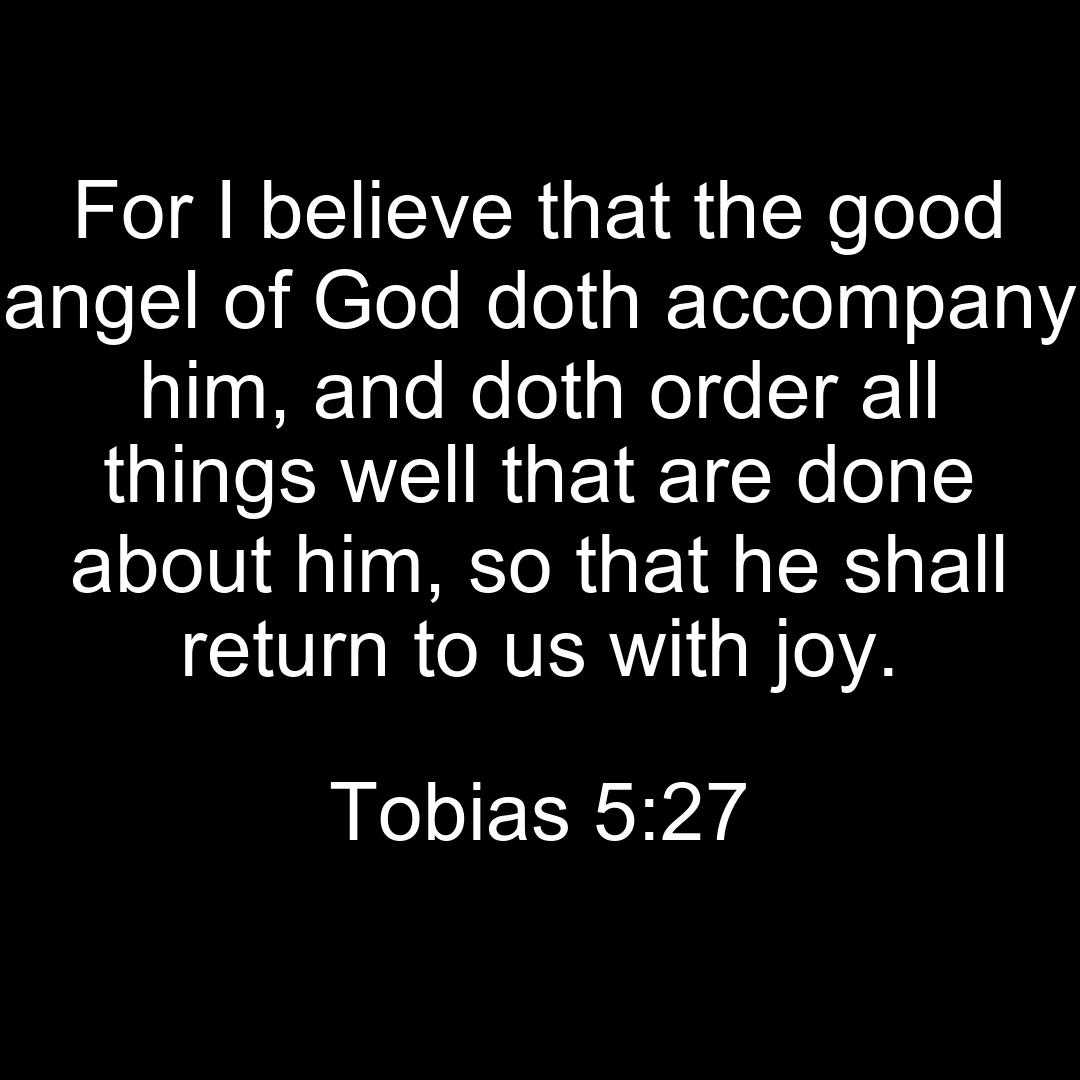 For I believe that the good
angel of God doth accompany
him, and doth order all
things well that are done
about him, so that he shall
return to us with joy.
Tobias 5:27